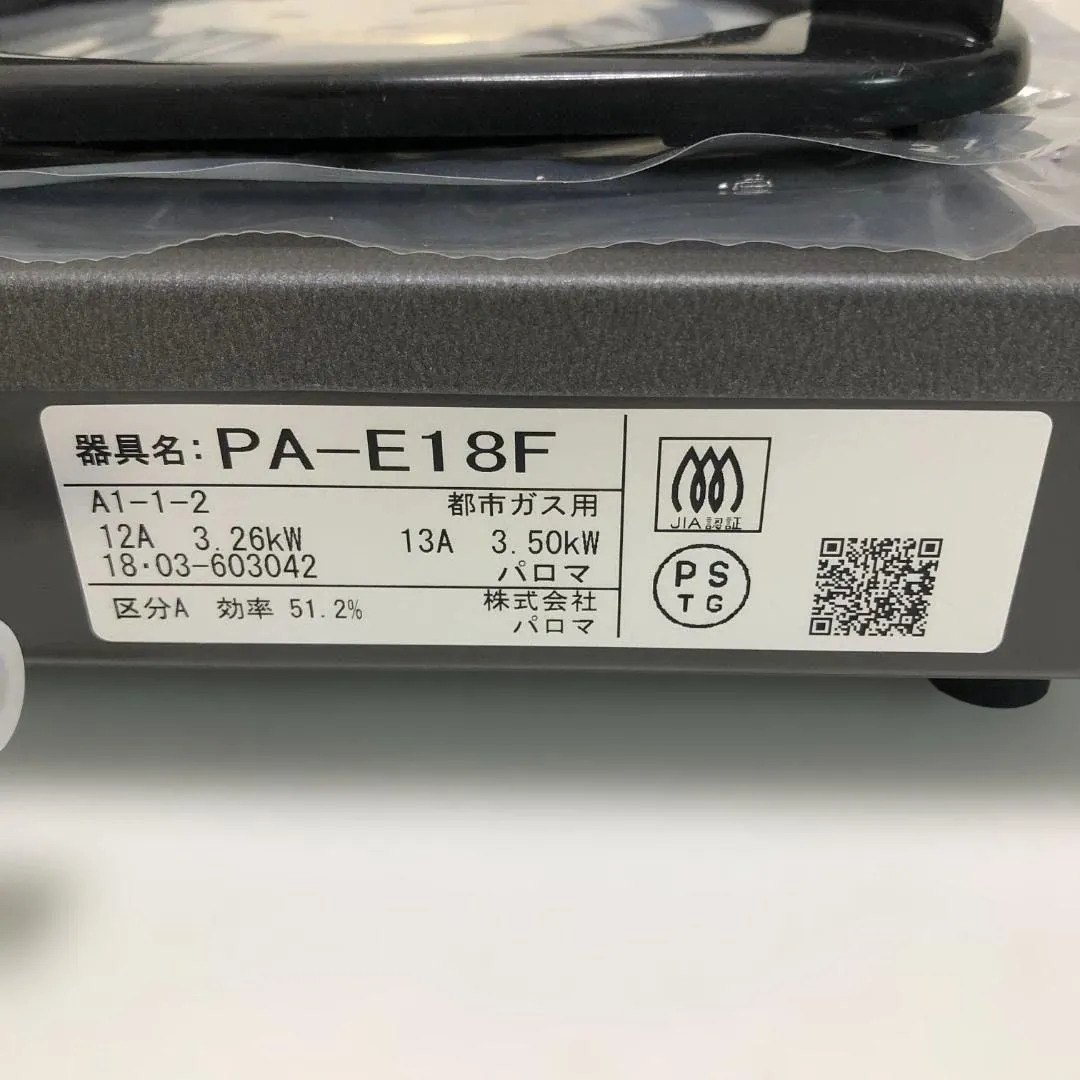 器具名: PA-E18F
A1-1-2 都市ガス用
12A 3.26kW 13A 3.50kW
18・03-603042 パロマ
区分A 効率 51.2% 株式会社
パロマ
JIA認証
PS
TG